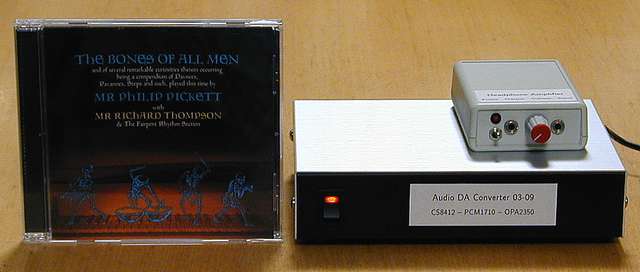 The Bones of All Men
and of several remarkable curiosities therein occurring
being a compendium of Dances,
Pavannes, Steps and such, played this time by
Mr Philip Pickett
with
Mr Richard Thompson
& The Fairport Rhythm Section
Headphone Amplifier
Audio DA Converter 03-09
CS8412 – PCM1710 – OPA2350